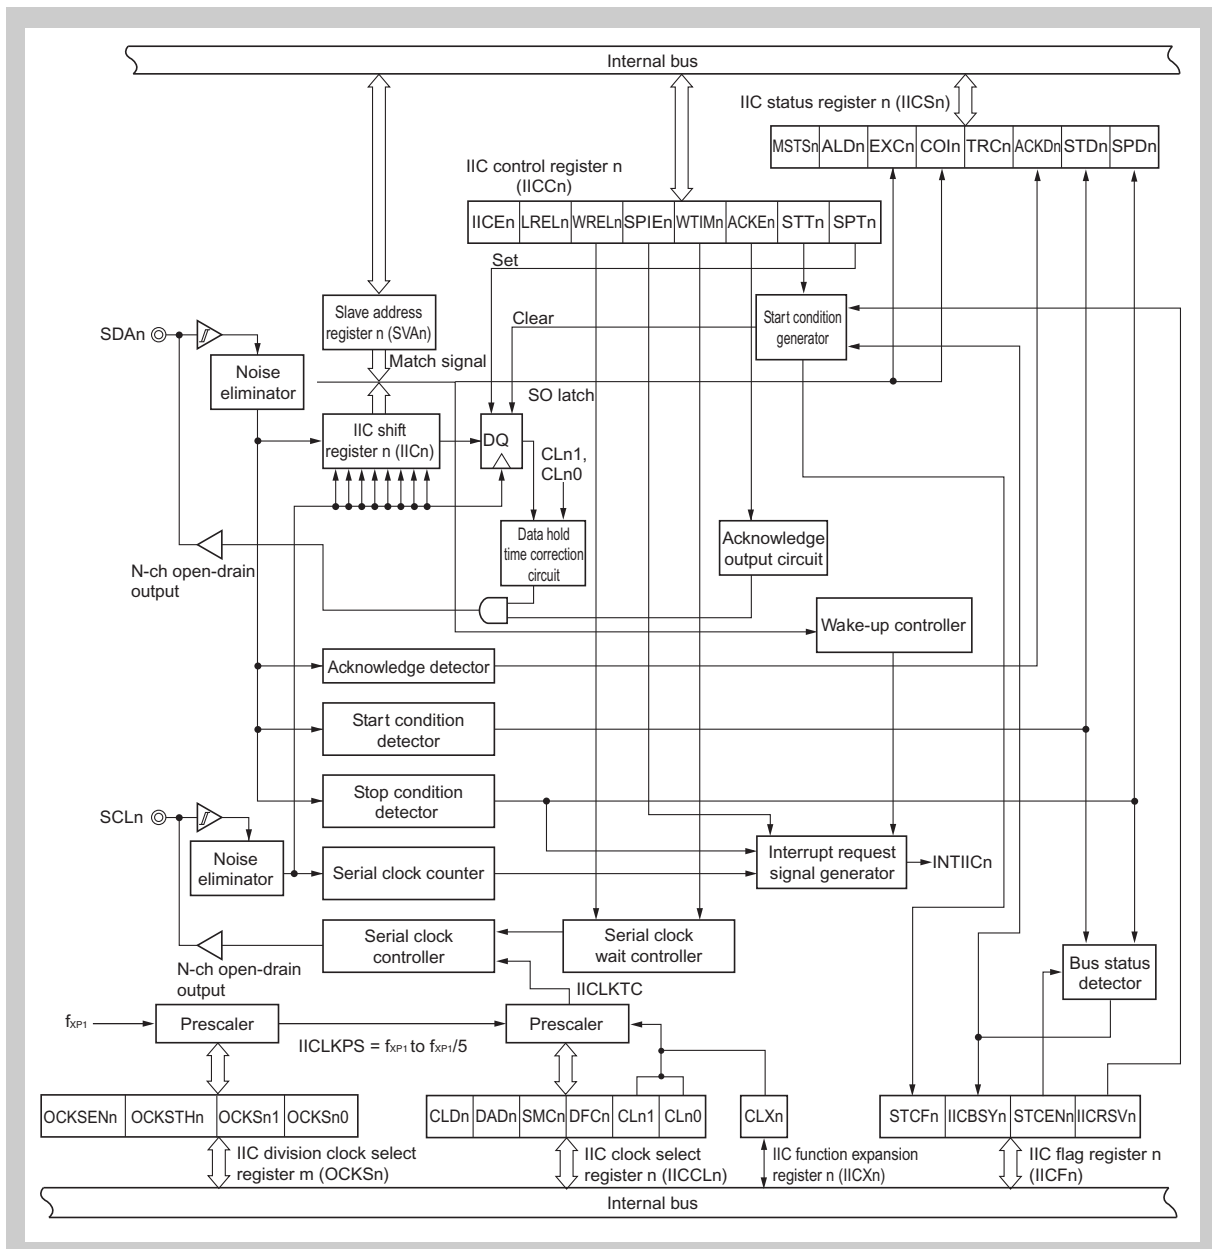 Internal bus
IIC status register n (IICSn)
MSTSn ALDn EXCn COIn TRCn ACKDn STDn SPDn
IIC control register n
(IICCn)
IICEn LRELn WRELn SPIEn WTIMn ACKEn STTn SPTn
Set
Slave address
register n (SVAn)
Start condition
generator
Clear
SDAn
Match signal
Noise
eliminator
SO latch
IIC shift
register n (IICn)
DQ
CLn1,
CLn0
Data hold
time correction
circuit
Acknowledge
output circuit
N-ch open-drain
output
Wake-up controller
Acknowledge detector
Start condition
detector
Stop condition
detector
SCLn
Noise
eliminator
Serial clock counter
Interrupt request
signal generator
INTIICn
Serial clock
controller
Serial clock
wait controller
Bus status
detector
N-ch open-drain
output
IICLKTC
fXP1
Prescaler
IICLKPS = fXP1 to fXP1/5
Prescaler
OCKSENn OCKSTHn OCKSn1 OCKSn0
CLDn DADn SMCn DFCn CLn1 CLn0
CLXn
STCFn IICBSYn STCENn IICRSVn
IIC division clock select
register m (OCKSn)
IIC clock select
register n (IICCLn)
IIC function expansion
register n (IICXn)
IIC flag register n
(IICFn)
Internal bus